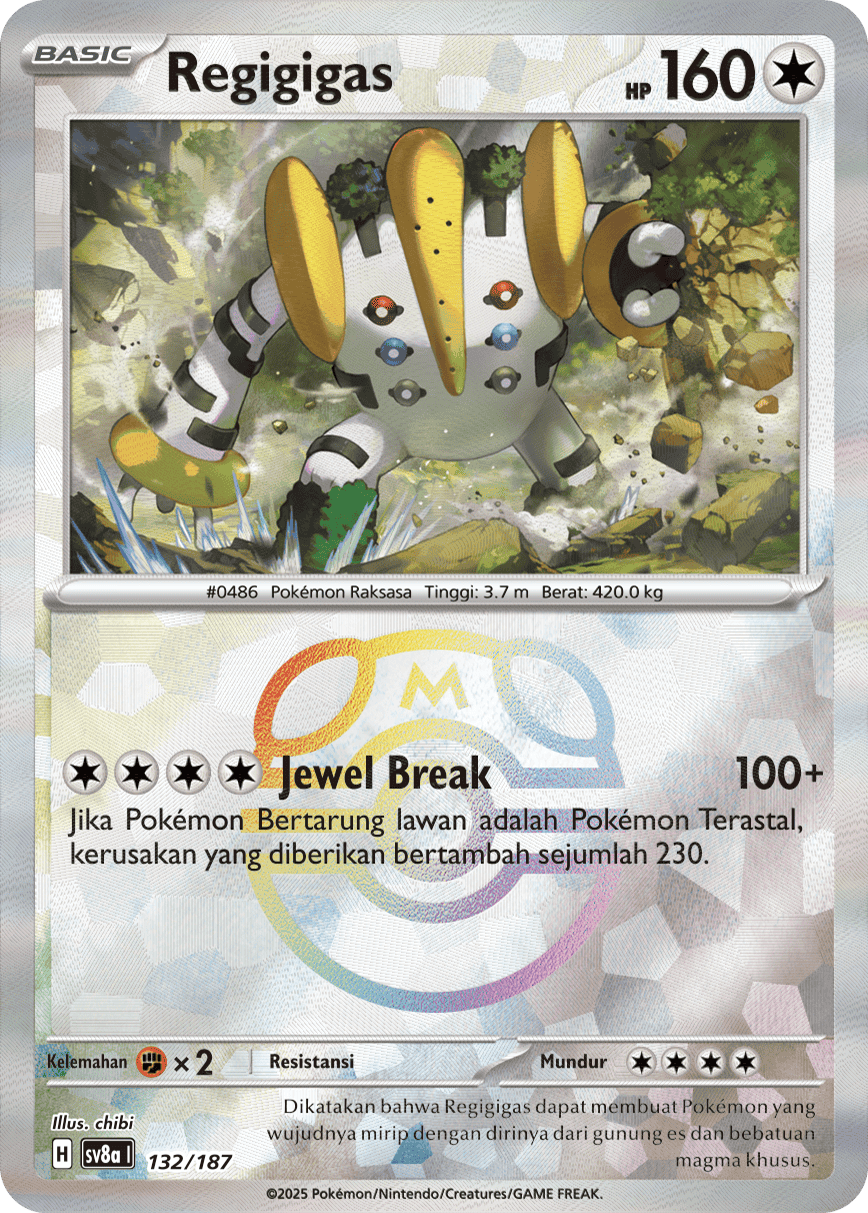 BASIC
Regigigas
HP 160
#0486 Pokémon Raksasa Tinggi: 3.7 m Berat: 420.0 kg
M
Jewel Break 100+
Jika Pokémon Bertarung lawan adalah Pokémon Terastal,
kerusakan yang diberikan bertambah sejumlah 230.
Kelemahan ×2 Resistansi Mundur
Dikatakan bahwa Regigigas dapat membuat Pokémon yang
wujudnya mirip dengan dirinya dari gunung es dan bebatuan
magma khusus.
Illus. chibi
H sv8a I 132/187
©2025 Pokémon/Nintendo/Creatures/GAME FREAK.